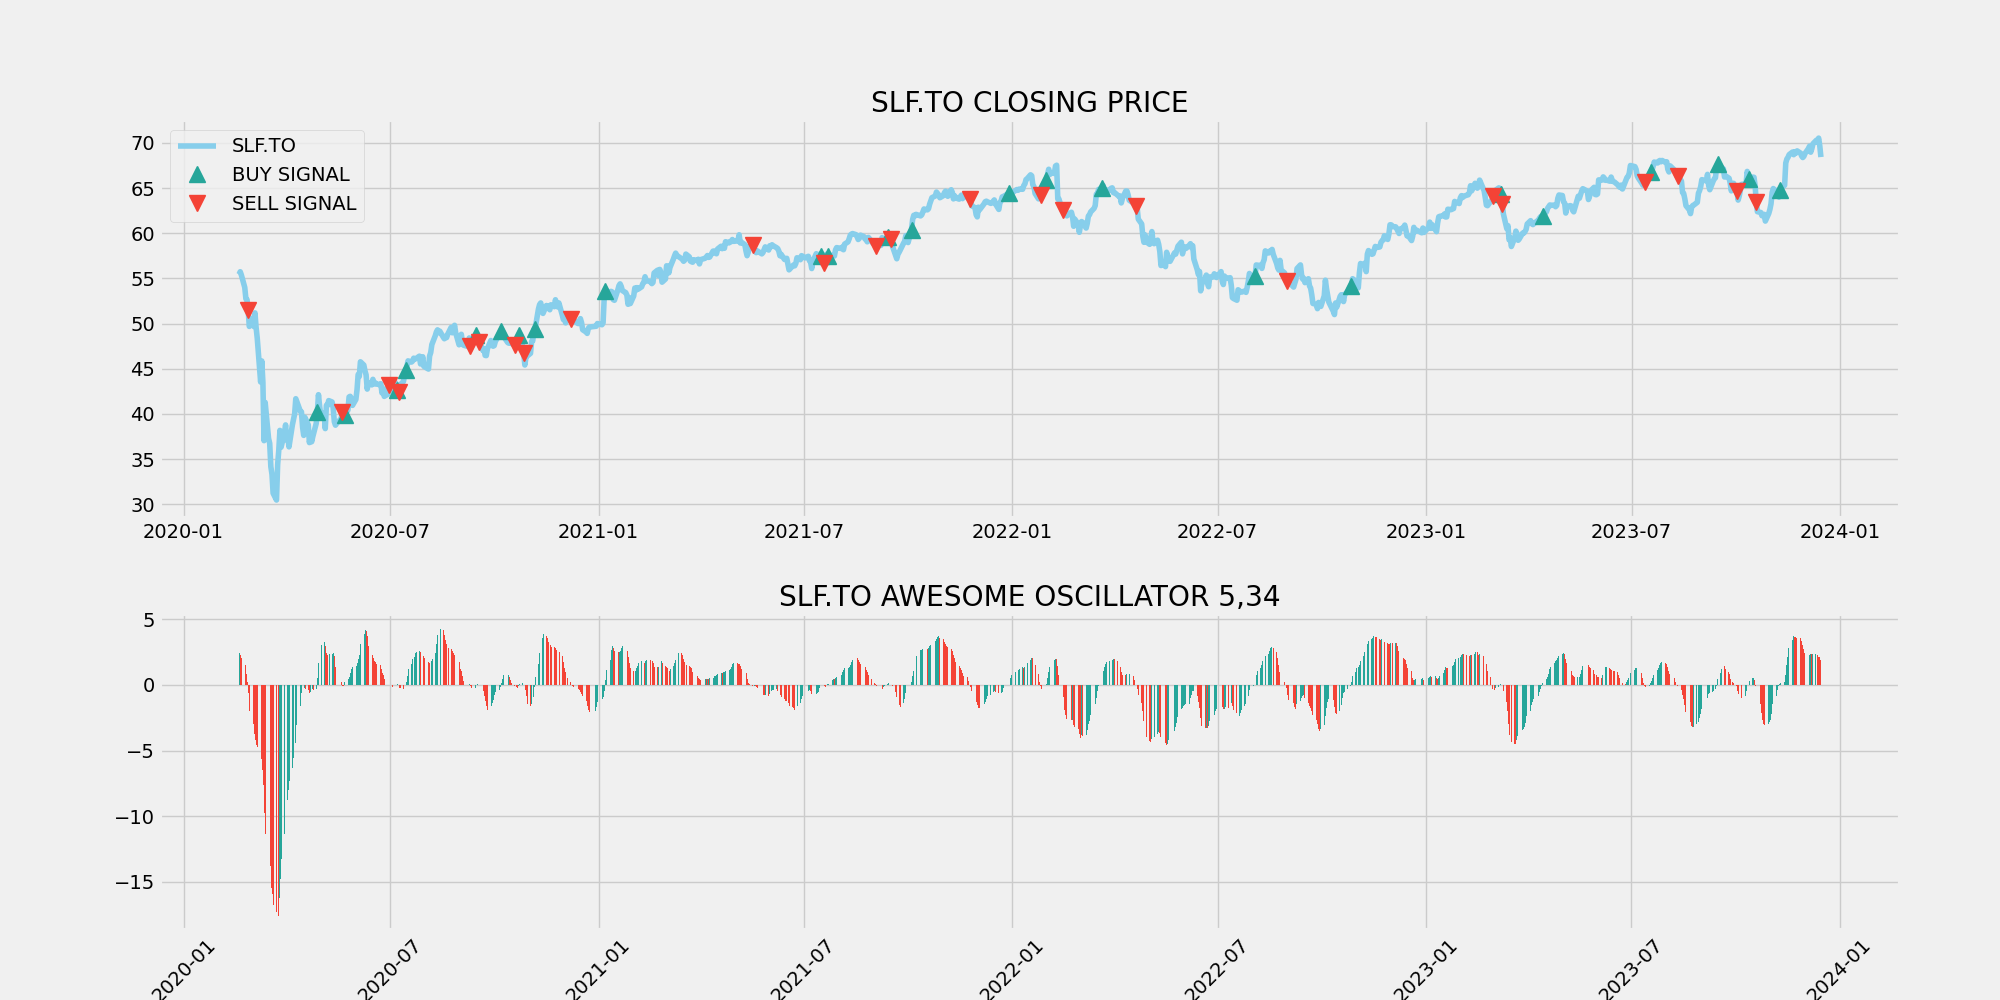 SLF.TO CLOSING PRICE
70
65
60
55
50
45
40
35
30
SLF.TO
BUY SIGNAL
SELL SIGNAL
2020-01 2020-07 2021-01 2021-07 2022-01 2022-07 2023-01 2023-07 2024-01
SLF.TO AWESOME OSCILLATOR 5,34
5
0
−5
−10
−15
2020-01 2020-07 2021-01 2021-07 2022-01 2022-07 2023-01 2023-07 2024-01